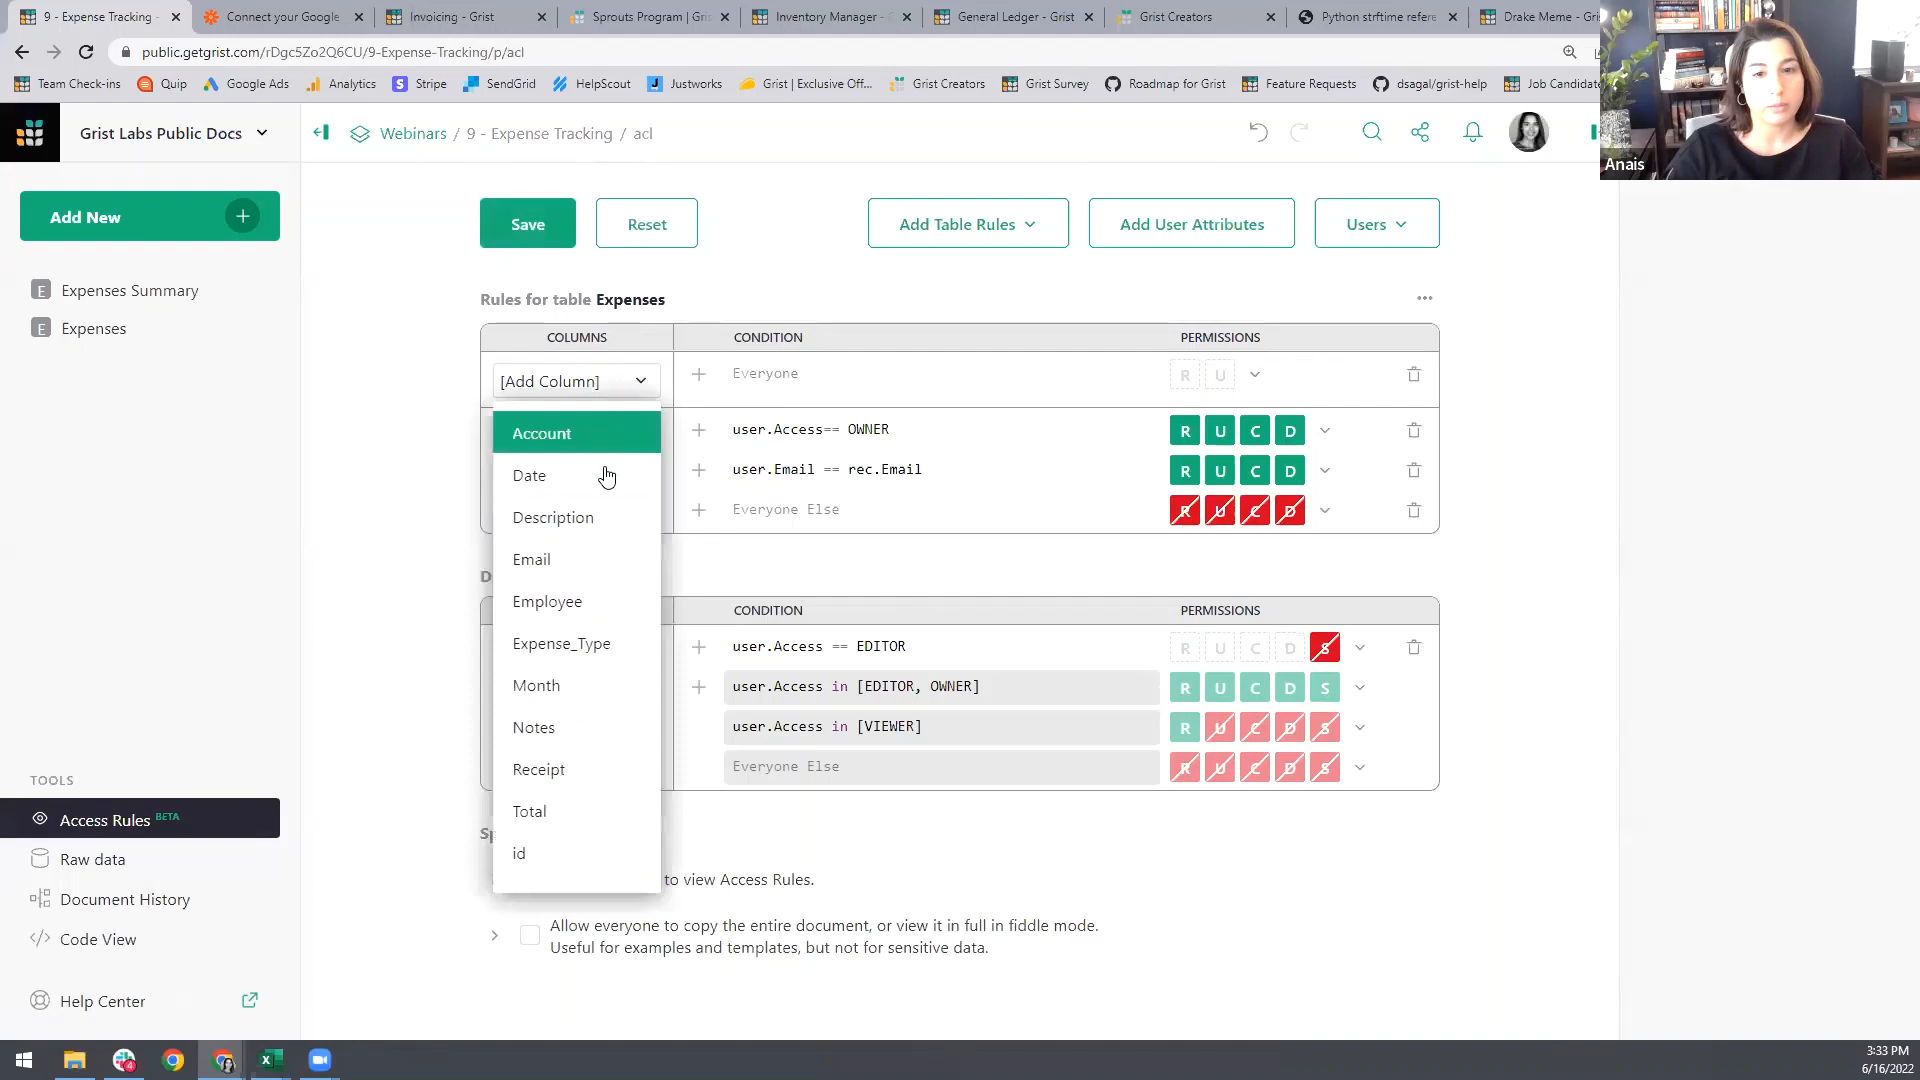 9 - Expense Tracking -
Connect your Google
Invoicing - Grist
Sprouts Program | Gris
Inventory Manager - G
General Ledger - Grist
Grist Creators
Python strftime refere
Drake Meme - Gri
public.getgrist.com/rDgc5Zo2Q6CU/9-Expense-Tracking/p/acl
Team Check-ins
Quip
Google Ads
Analytics
Stripe
SendGrid
HelpScout
Justworks
Grist | Exclusive Off...
Grist Creators
Grist Survey
Roadmap for Grist
Feature Requests
dsagal/grist-help
Job Candidate
Anais
Grist Labs Public Docs
Webinars / 9 - Expense Tracking / acl
Add New
Save
Reset
Add Table Rules
Add User Attributes
Users
E Expenses Summary
E Expenses
Rules for table Expenses
COLUMNS CONDITION PERMISSIONS
[Add Column]
Everyone R U
user.Access== OWNER R U C D
user.Email == rec.Email R U C D
Everyone Else R U C D
Account
Date
Description
Email
Employee
Expense_Type
Month
Notes
Receipt
Total
id
D
CONDITION PERMISSIONS
user.Access == EDITOR R U C D S
user.Access in [EDITOR, OWNER] R U C D S
user.Access in [VIEWER] R U C D S
Everyone Else R U C D S
Sp
to view Access Rules.
Allow everyone to copy the entire document, or view it in full in fiddle mode.
Useful for examples and templates, but not for sensitive data.
TOOLS
Access Rules BETA
Raw data
Document History
Code View
Help Center
4
3:33 PM
6/16/2022